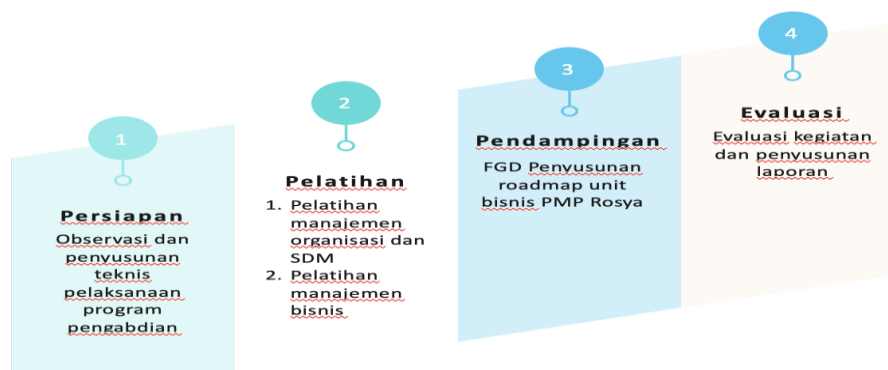 1
Persiapan
Observasi dan
penyusunan
teknis
pelaksanaan
program
pengabdian
2
Pelatihan
1. Pelatihan
manajemen
organisasi dan
SDM
2. Pelatihan
manajemen
bisnis
3
Pendampingan
FGD Penyusunan
roadmap unit
bisnis PMP Rosya
4
Evaluasi
Evaluasi kegiatan
dan penyusunan
laporan